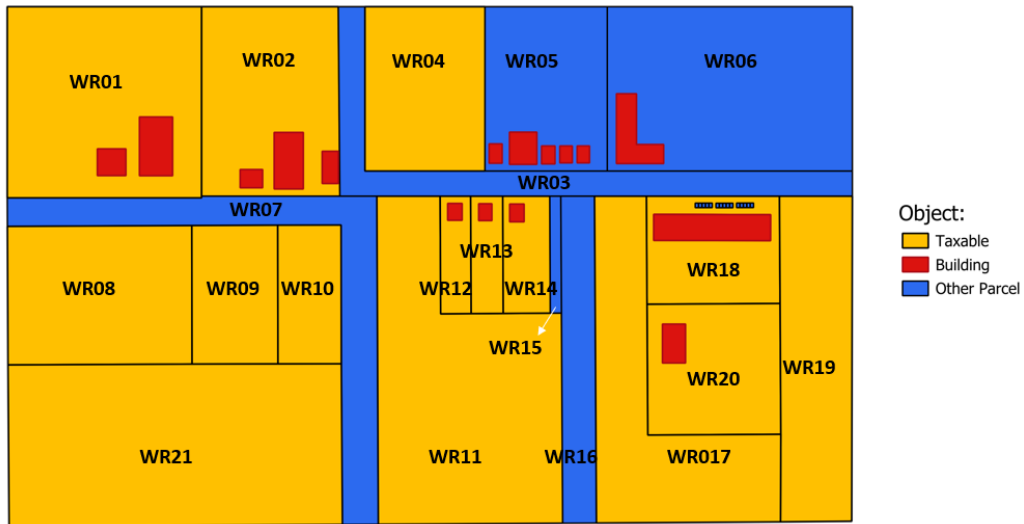 WR01
WR02
WR04
WR05
WR06
WR03
WR07
Object:
Taxable
Building
Other Parcel
WR13
WR18
WR08
WR09
WR10
WR12
WR14
WR15
WR19
WR20
WR21
WR11
WR16
WR017